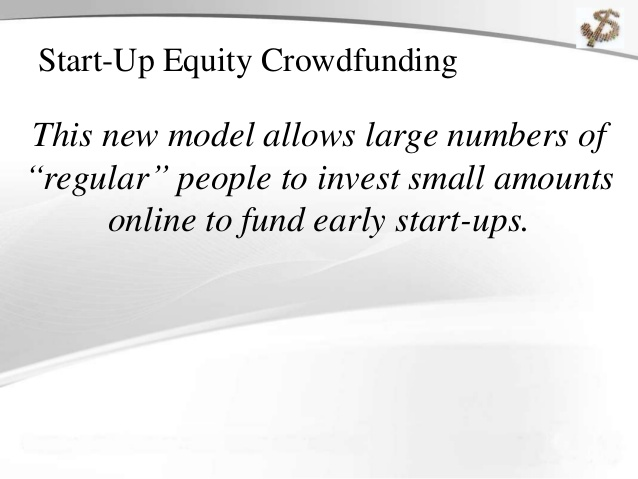 Start-Up Equity Crowdfunding
This new model allows large numbers of
“regular” people to invest small amounts
online to fund early start-ups.